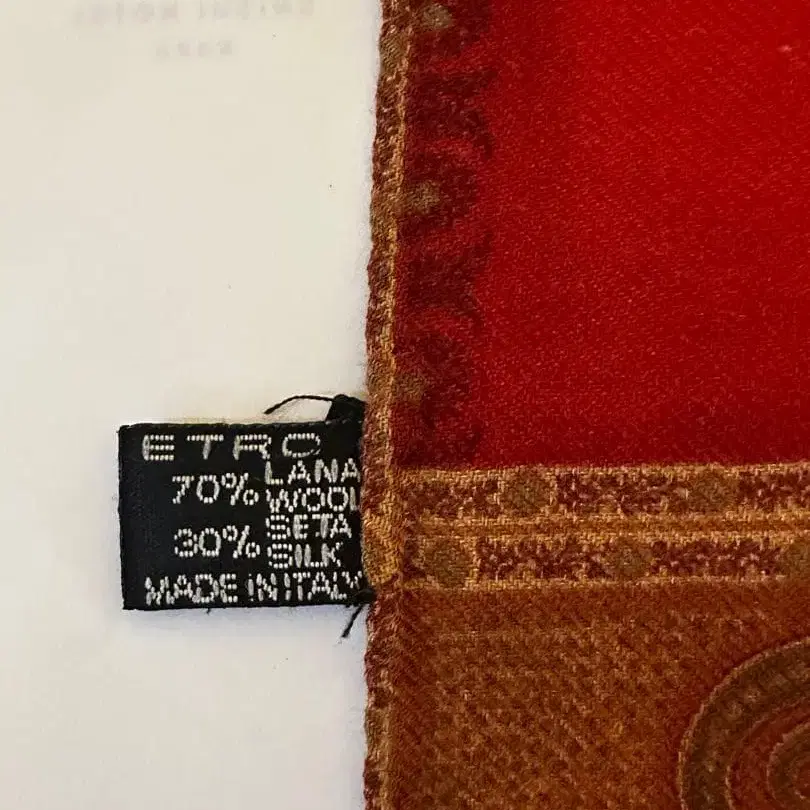 ETRO
70% LANA
WOOL
30% SETA
SILK
MADE IN ITALY